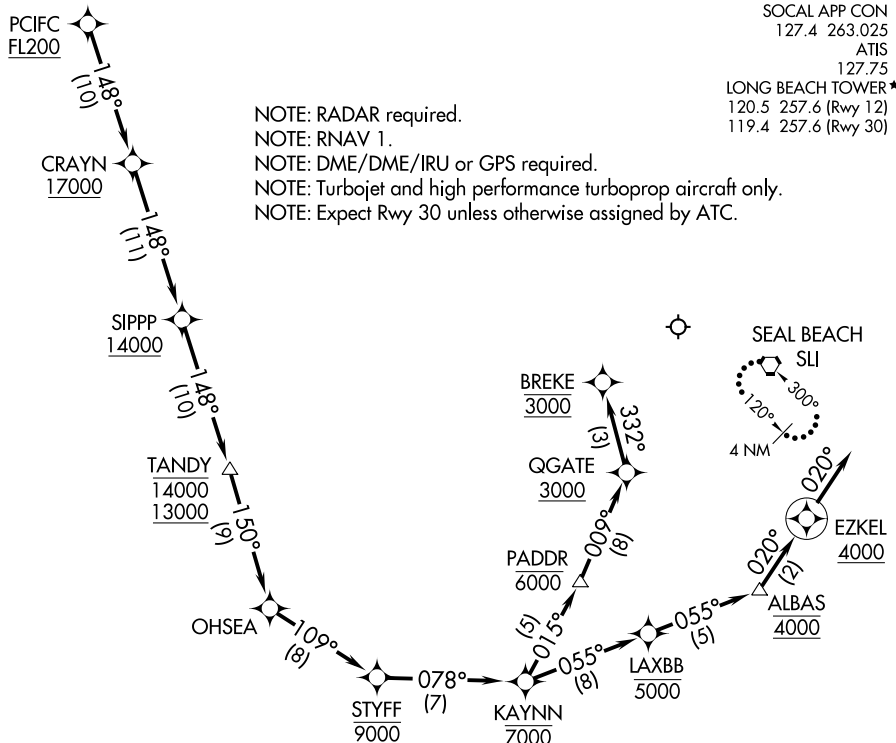 SOCAL APP CON
127.4 263.025
ATIS
127.75
LONG BEACH TOWER★
120.5 257.6 (Rwy 12)
119.4 257.6 (Rwy 30)
NOTE: RADAR required.
NOTE: RNAV 1.
NOTE: DME/DME/IRU or GPS required.
NOTE: Turbojet and high performance turboprop aircraft only.
NOTE: Expect Rwy 30 unless otherwise assigned by ATC.
PCIFC
FL200
148°
(10)
CRAYN
17000
148°
(11)
SIPPP
14000
148°
(10)
TANDY
14000
13000
150°
(9)
OHSEA
109°
(8)
STYFF
9000
078°
(7)
KAYNN
7000
015°
(5)
PADDR
6000
009°
(8)
QGATE
3000
332°
(3)
BREKE
3000
055°
(8)
LAXBB
5000
055°
(5)
ALBAS
4000
020°
(2)
EZKEL
4000
020°
SEAL BEACH
SLI
300°
120°
4 NM